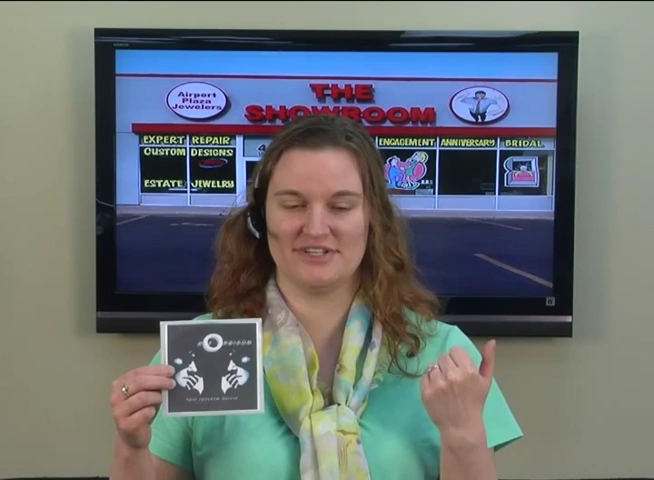 Airport
Plaza
Jewelers
THE
SHOWROOM
EXPERT REPAIR
CUSTOM DESIGNS
ESTATE JEWELRY
ENGAGEMENT ANNIVERSARY BRIDAL